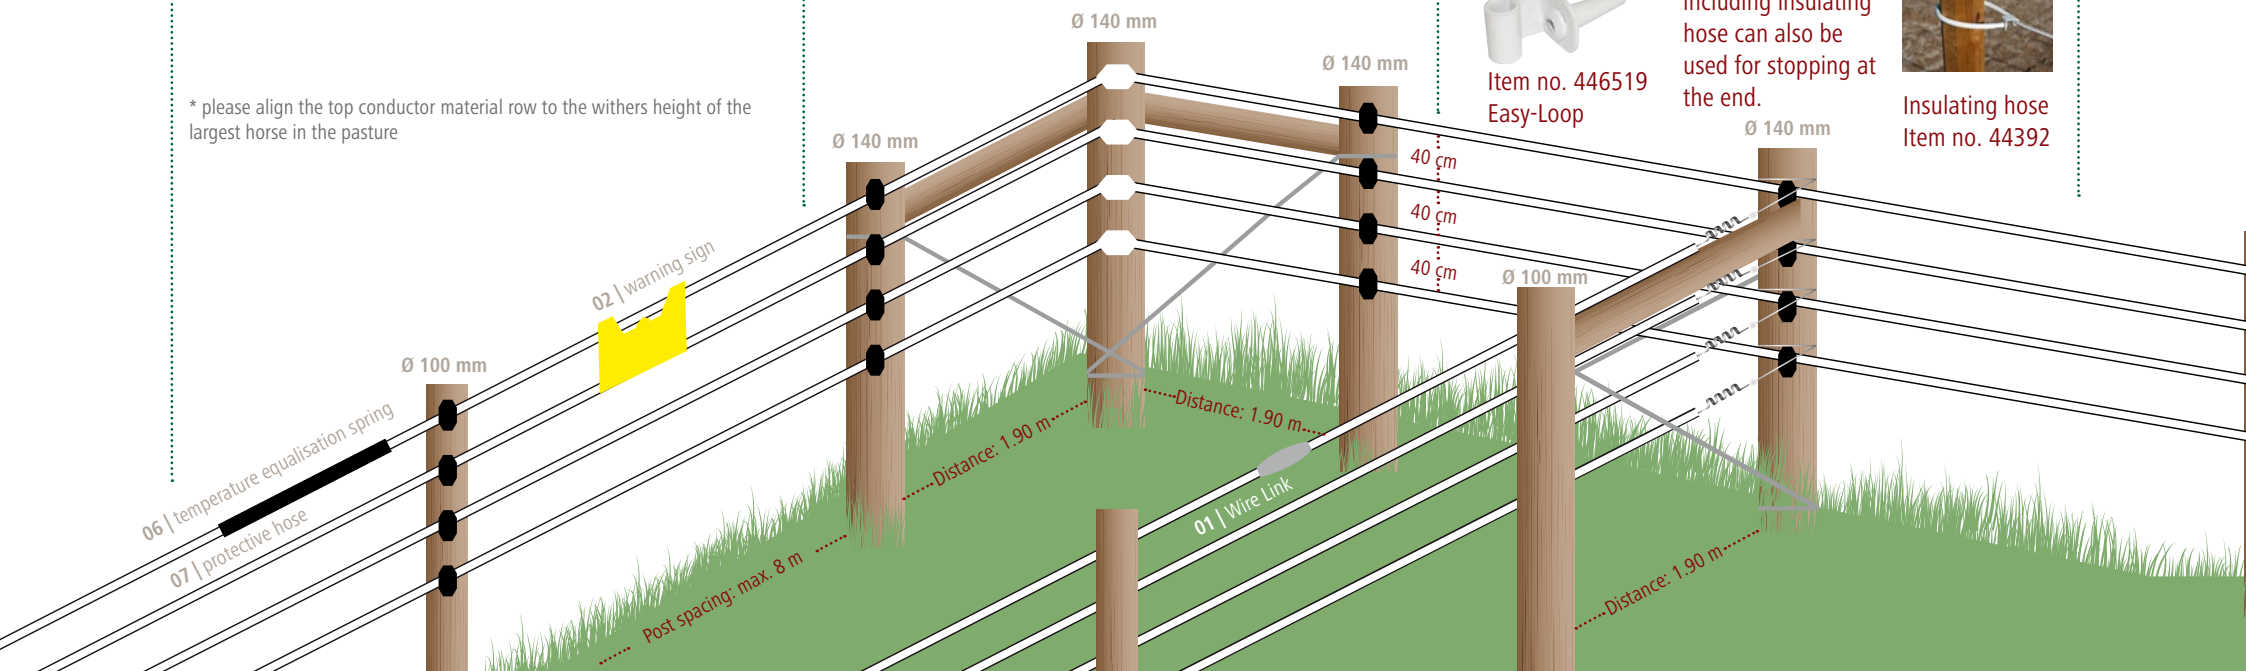 Ø 140 mm
including insulating
hose can also be
used for stopping at
the end.
Ø 140 mm
Item no. 446519
Easy-Loop
* please align the top conductor material row to the withers height of the
largest horse in the pasture
Insulating hose
Item no. 44392
Ø 140 mm
Ø 140 mm
40 cm
40 cm
40 cm
02 | warning sign
Ø 100 mm
Ø 100 mm
06 | temperature equalisation spring
07 | protective hose
Distance: 1.90 m
Distance: 1.90 m
01 | Wire Link
Post spacing: max. 8 m
Distance: 1.90 m